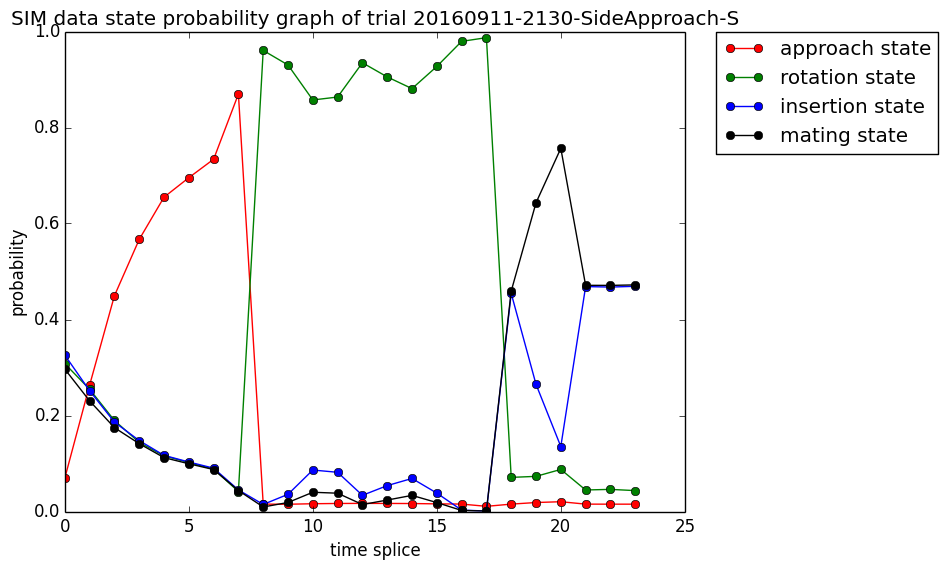 SIM data state probability graph of trial 20160911-2130-SideApproach-S
1.0
0.8
0.6
0.4
0.2
0.0
probability
0 5 10 15 20 25
time splice
approach state
rotation state
insertion state
mating state